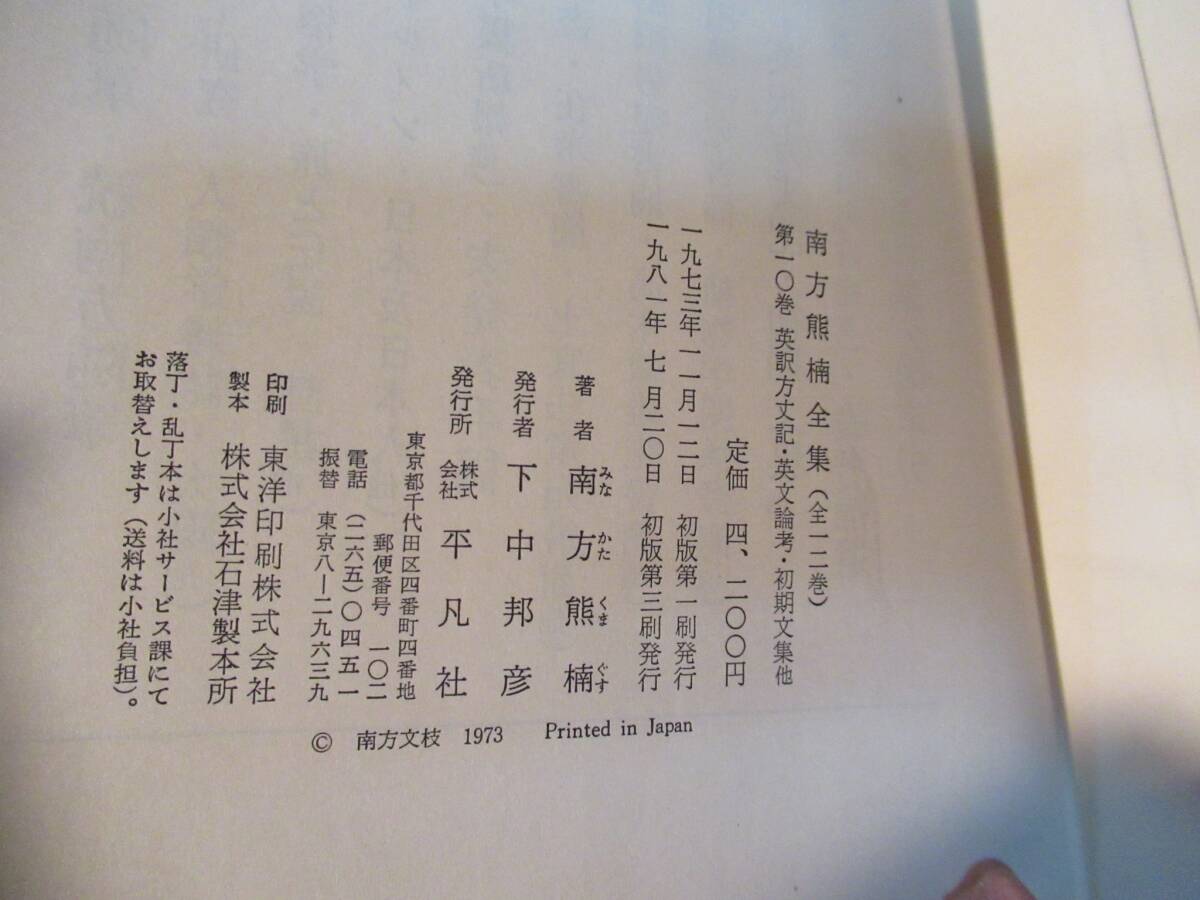 南方熊楠全集(全一二巻)
第一〇巻 英訳方丈記・英文論考・初期文集他
定価 四、二〇〇円
一九七三年一一月一二日 初版第一刷発行
一九八一年 七月二〇日 初版第三刷発行
著者 南方熊楠
みな かた くま ぐす
発行者 下中邦彦
発行所 株式会社 平凡社
東京都千代田区四番町四番地
郵便番号 一〇二
電話 (二六五)〇四五一
振替 東京八―二九六三九
印刷 東洋印刷株式会社
製本 株式会社石津製本所
落丁・乱丁本は小社サービス課にて
お取替えします(送料は小社負担)。
© 南方文枝 1973 Printed in Japan